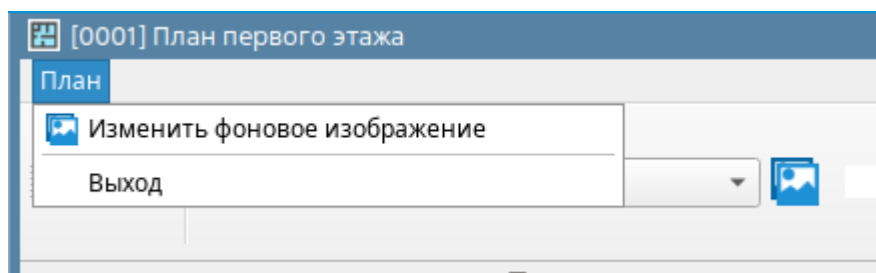 [0001] План первого этажа
План
Изменить фоновое изображение
Выход